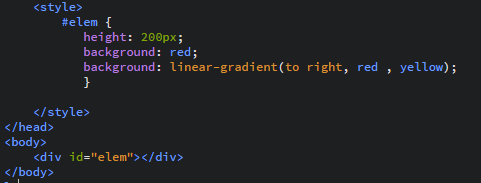 <style>
#elem {
height: 200px;
background: red;
background: linear-gradient(to right, red , yellow);
}
</style>
</head>
<body>
<div id="elem"></div>
</body>